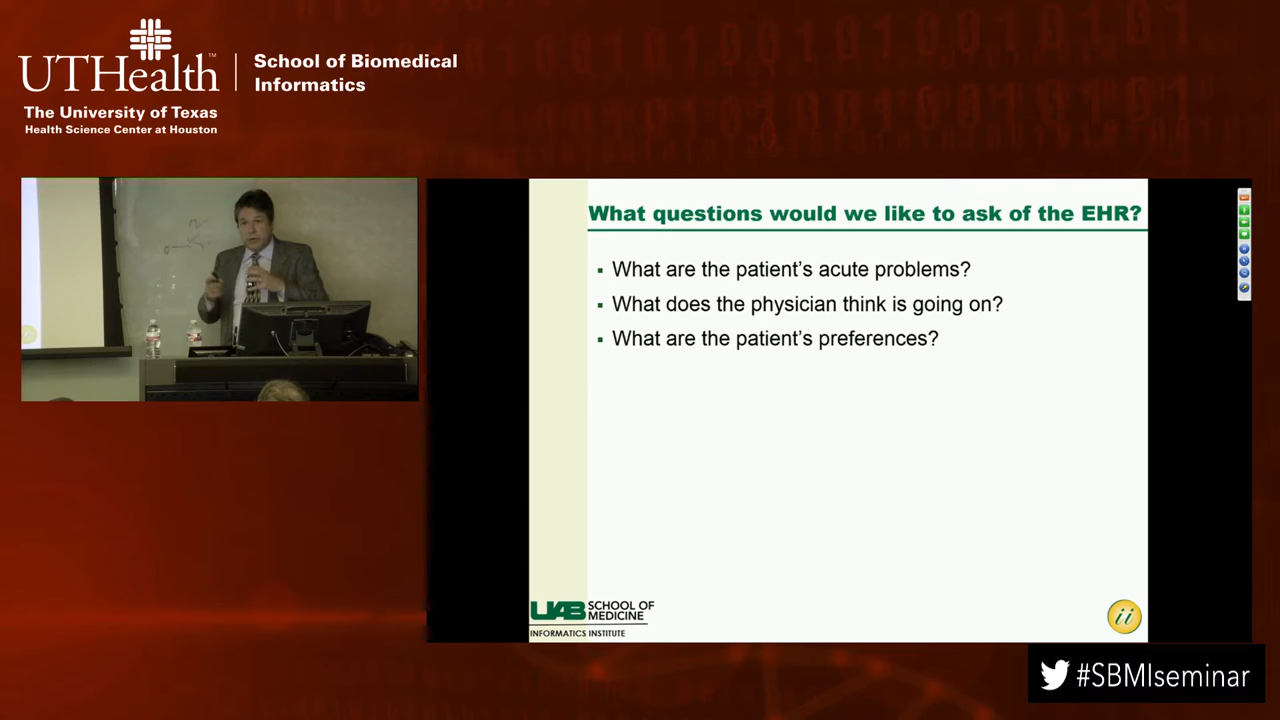 UTHealth™
The University of Texas
Health Science Center at Houston
School of Biomedical
Informatics
What questions would we like to ask of the EHR?
What are the patient's acute problems?
What does the physician think is going on?
What are the patient's preferences?
UAB SCHOOL OF
MEDICINE
INFORMATICS INSTITUTE
ii
#SBMIseminar